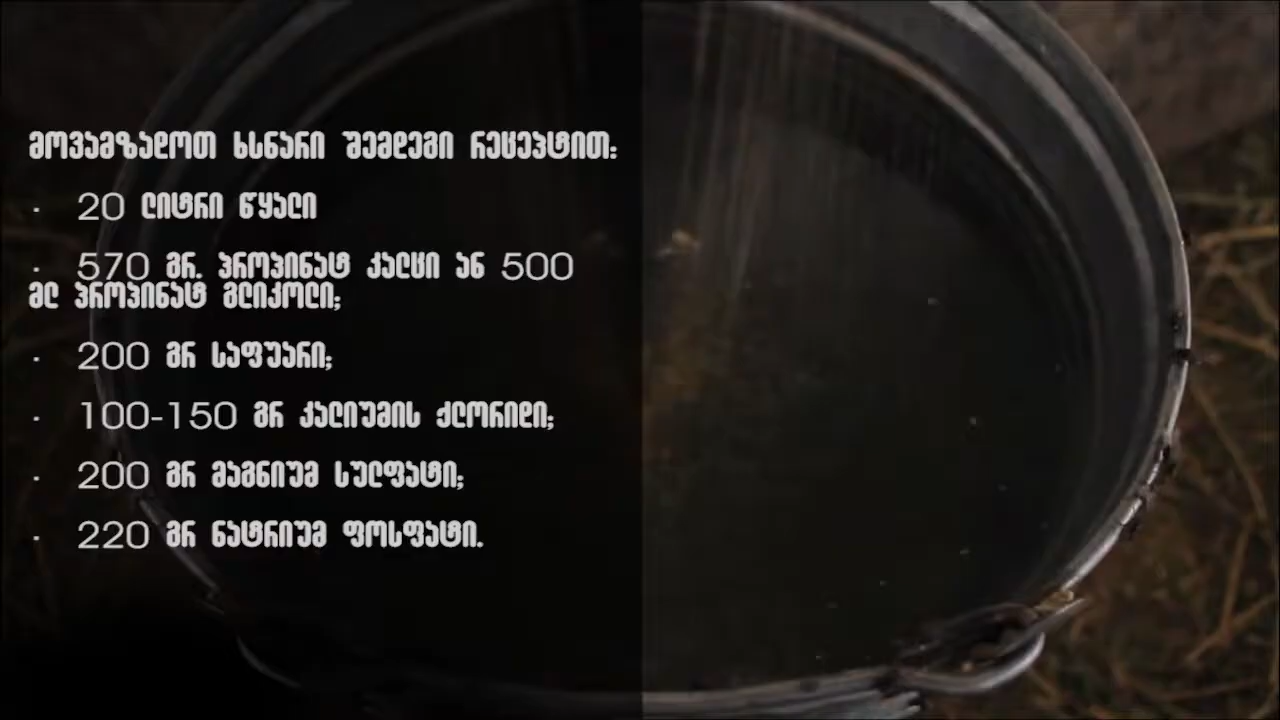 მოვამზადოთ ხსნარი შემდეგი რეცეპტით:
· 20 ლიტრი წყალი
· 570 გრ. პროპინატ კალცი ან 500
მლ პროპინატ გლიკოლი;
· 200 გრ საფუარი;
· 100-150 გრ კალიუმის ქლორიდი;
· 200 გრ მაგნიუმ სულფატი;
· 220 გრ ნატრიუმ ფოსფატი.